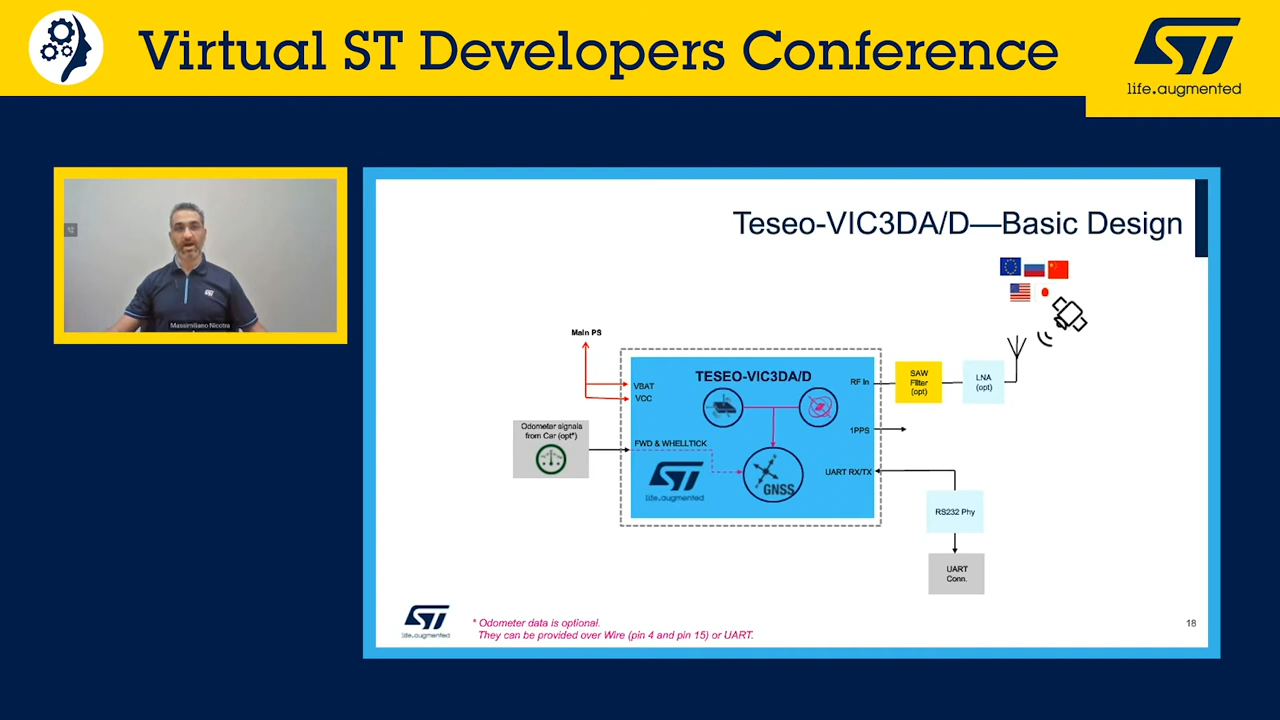 Virtual ST Developers Conference
ST
life.augmented
Massimiliano Nicotra
Teseo-VIC3DA/D—Basic Design
Main PS
TESEO-VIC3DA/D
VBAT
VCC
RF In
SAW
Filter
(opt)
LNA
(opt)
Odometer signals
from Car (opt*)
1PPS
FWD & WHELLTICK
ST
life.augmented
GNSS
UART RX/TX
RS232 Phy
UART
Conn.
ST
life.augmented
* Odometer data is optional.
They can be provided over Wire (pin 4 and pin 15) or UART.
18